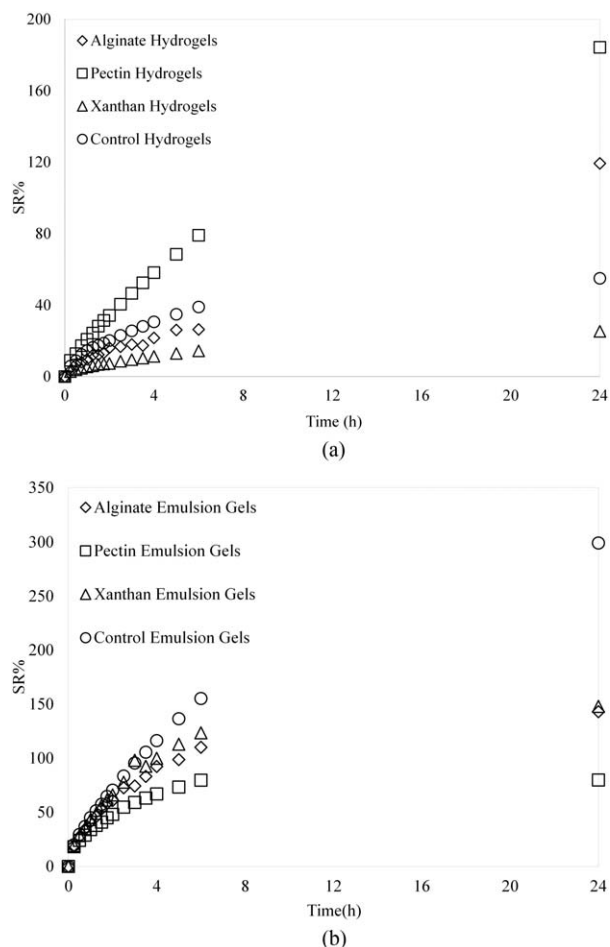 200
160
120
80
40
0
SR%
Alginate Hydrogels
Pectin Hydrogels
Xanthan Hydrogels
Control Hydrogels
0 4 8 12 16 20 24
Time (h)
(a)
350
300
250
200
150
100
50
0
SR%
Alginate Emulsion Gels
Pectin Emulsion Gels
Xanthan Emulsion Gels
Control Emulsion Gels
0 4 8 12 16 20 24
Time(h)
(b)